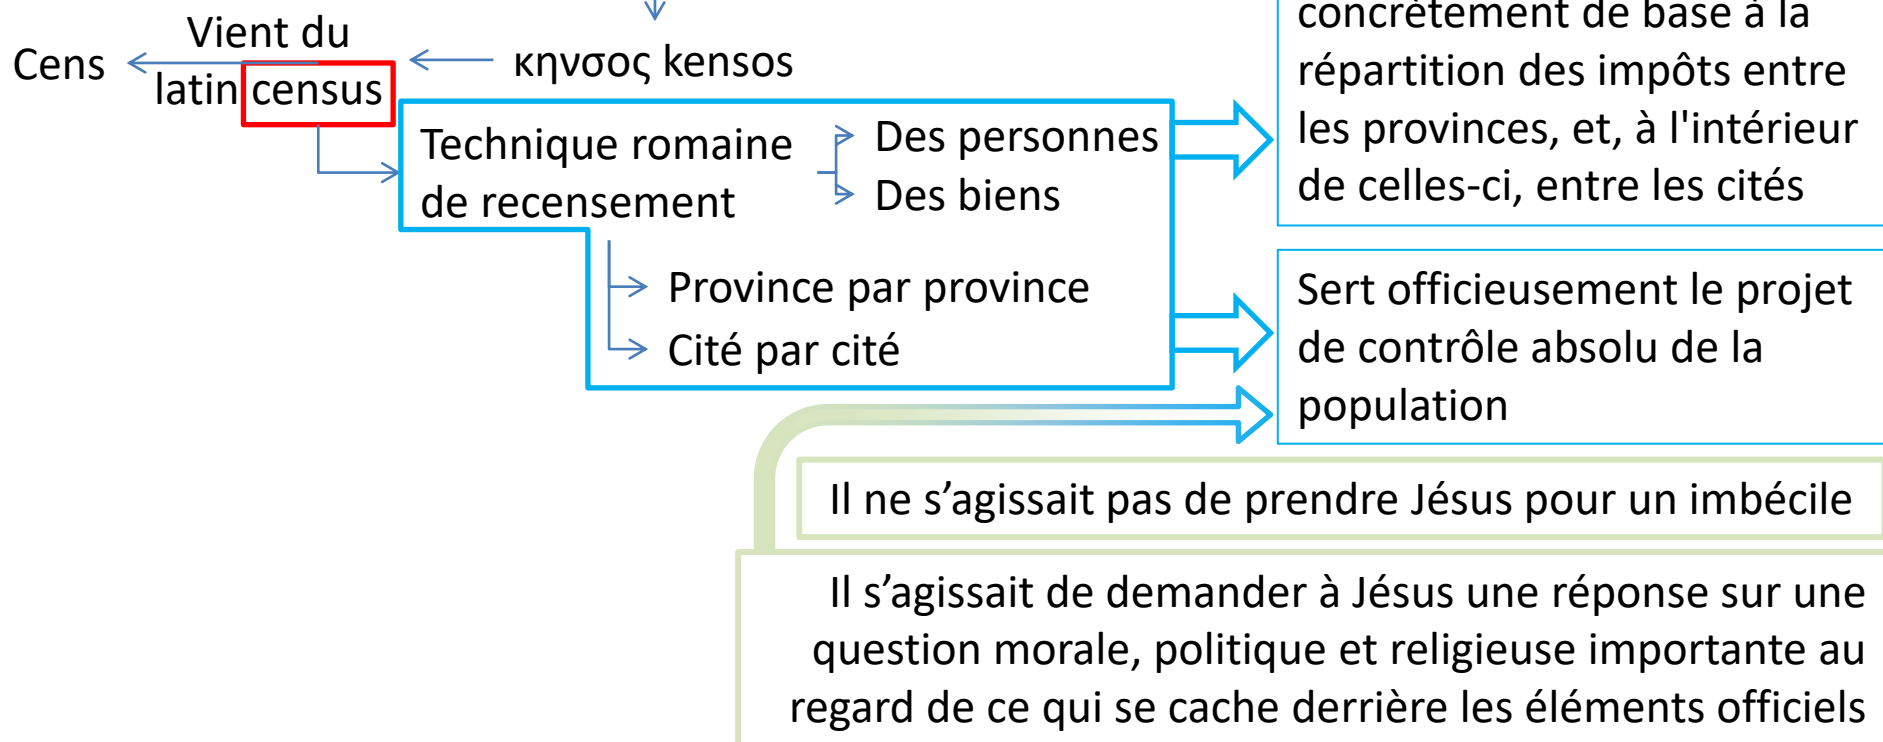 Cens
Vient du
latin census
κηνσος kensos
Technique romaine
de recensement
Des personnes
Des biens
Province par province
Cité par cité
concrètement de base à la
répartition des impôts entre
les provinces, et, à l'intérieur
de celles-ci, entre les cités
Sert officieusement le projet
de contrôle absolu de la
population
Il ne s’agissait pas de prendre Jésus pour un imbécile
Il s’agissait de demander à Jésus une réponse sur une
question morale, politique et religieuse importante au
regard de ce qui se cache derrière les éléments officiels